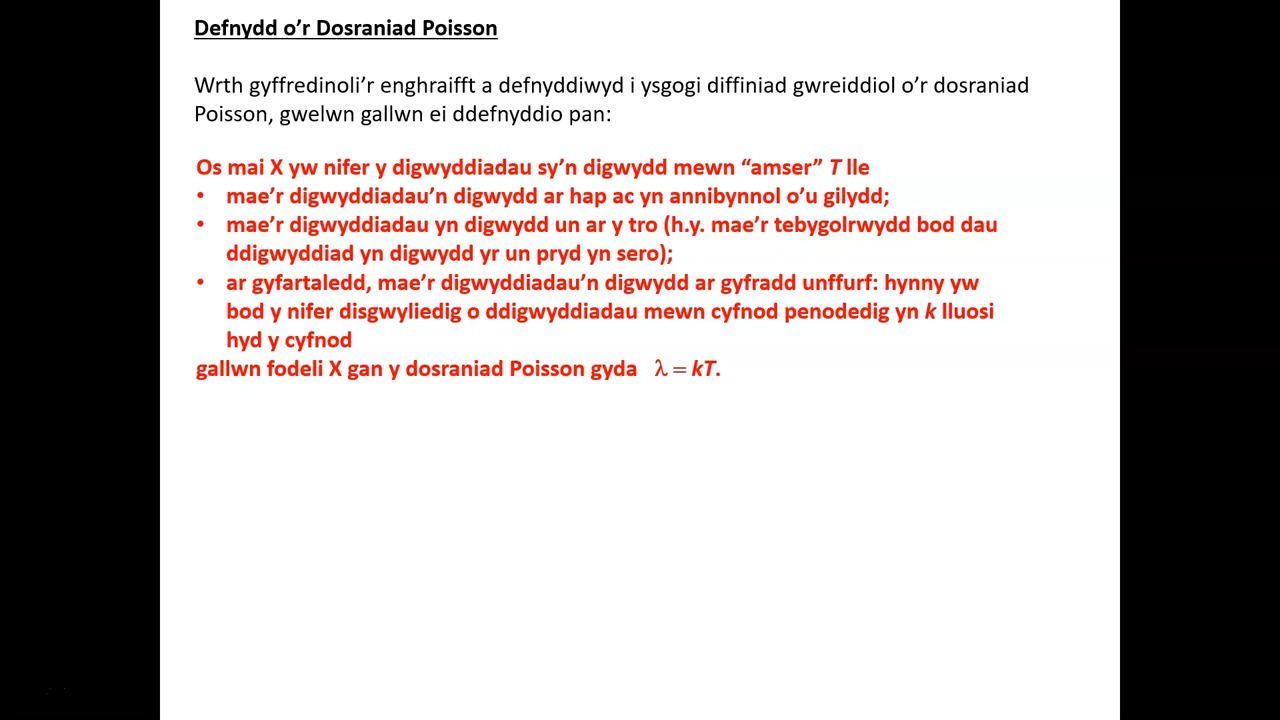 Defnydd o’r Dosraniad Poisson
Wrth gyffredinoli’r enghraifft a defnyddiwyd i ysgogi diffiniad gwreiddiol o’r dosraniad
Poisson, gwelwn gallwn ei ddefnyddio pan:
Os mai X yw nifer y digwyddiadau sy’n digwydd mewn “amser” T lle
• mae’r digwyddiadau’n digwydd ar hap ac yn annibynnol o’u gilydd;
• mae’r digwyddiadau yn digwydd un ar y tro (h.y. mae’r tebygolrwydd bod dau
ddigwyddiad yn digwydd yr un pryd yn sero);
• ar gyfartaledd, mae’r digwyddiadau’n digwydd ar gyfradd unffurf: hynny yw
bod y nifer disgwyliedig o ddigwyddiadau mewn cyfnod penodedig yn k lluosi
hyd y cyfnod
gallwn fodeli X gan y dosraniad Poisson gyda λ = kT.